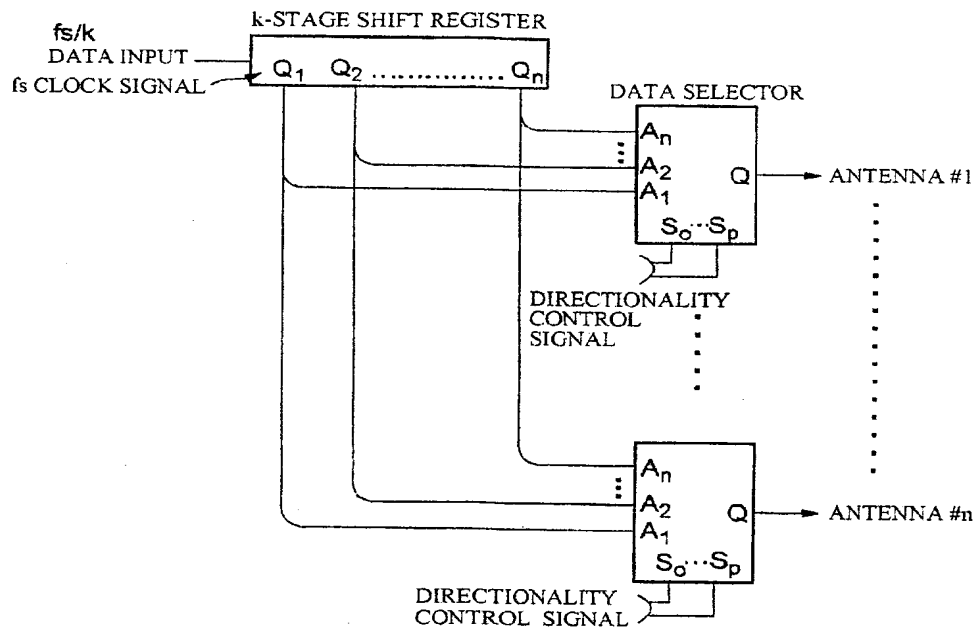 k-STAGE SHIFT REGISTER
fs/k
DATA INPUT
fs CLOCK SIGNAL
Q1 Q2 ................ Qn
DATA SELECTOR
An
A2
A1
Q
So...Sp
ANTENNA #1
DIRECTIONALITY
CONTROL
SIGNAL
An
A2
A1
Q
So...Sp
ANTENNA #n
DIRECTIONALITY
CONTROL SIGNAL